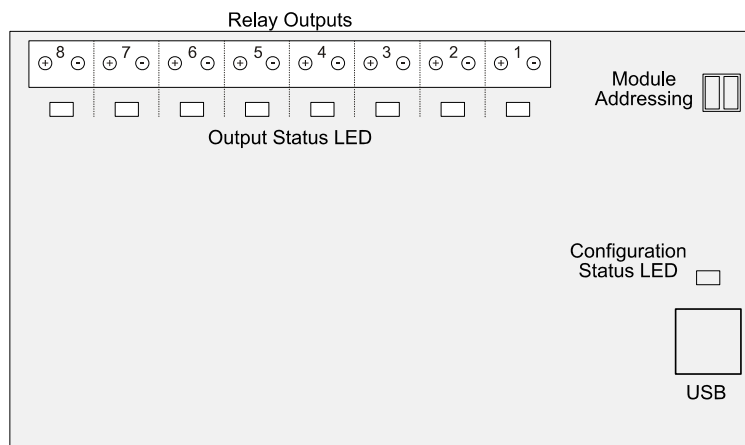 Relay Outputs
8 7 6 5 4 3 2 1
+ - + - + - + - + - + - + - + -
Output Status LED
Module
Addressing
Configuration
Status LED
USB